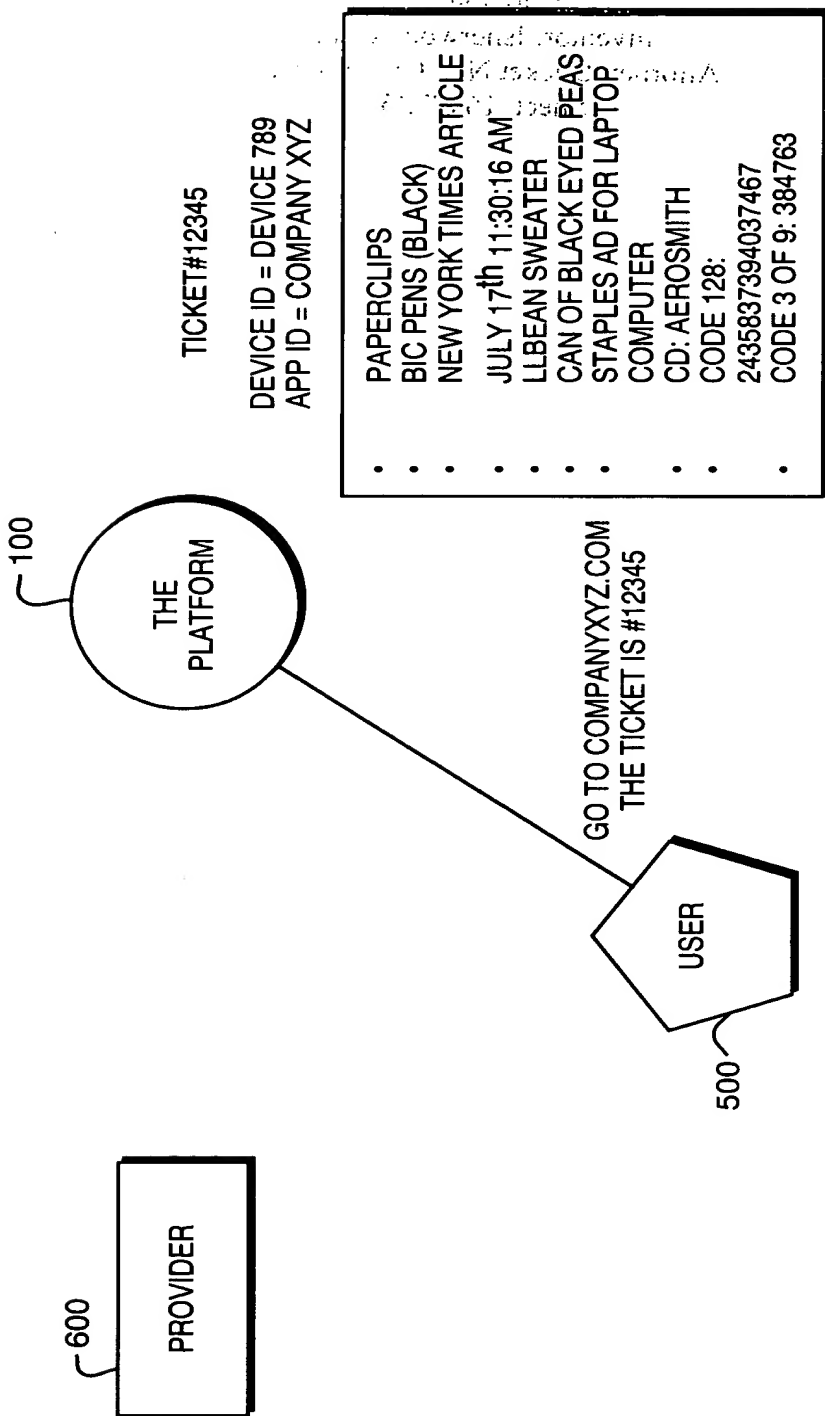 600
PROVIDER
100
THE
PLATFORM
500
USER
GO TO COMPANYXYZ.COM
THE TICKET IS #12345
TICKET#12345
DEVICE ID = DEVICE 789
APP ID = COMPANY XYZ
• PAPERCLIPS
• BIC PENS (BLACK)
• NEW YORK TIMES ARTICLE
• JULY 17th 11:30:16 AM
• LLBEAN SWEATER
• CAN OF BLACK EYED PEAS
• STAPLES AD FOR LAPTOP
COMPUTER
• CD: AEROSMITH
• CODE 128:
2435837394037467
• CODE 3 OF 9: 384763